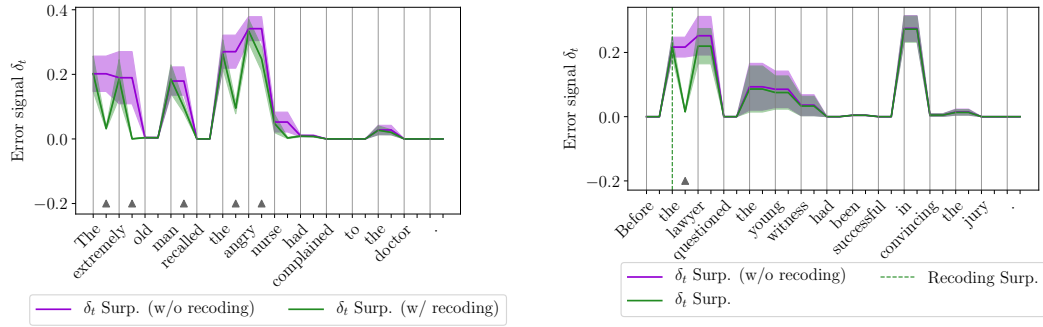 Error signal δt
0.4
0.2
0.0
−0.2
The
extremely
old
man
recalled
the
angry
nurse
had
complained
to
the
doctor
.
δt Surp. (w/o recoding)
δt Surp. (w/ recoding)
Error signal δt
0.2
0.0
−0.2
Before
the
lawyer
questioned
the
young
witness
had
been
successful
in
convincing
the
jury
.
δt Surp. (w/o recoding)
δt Surp.
Recoding Surp.